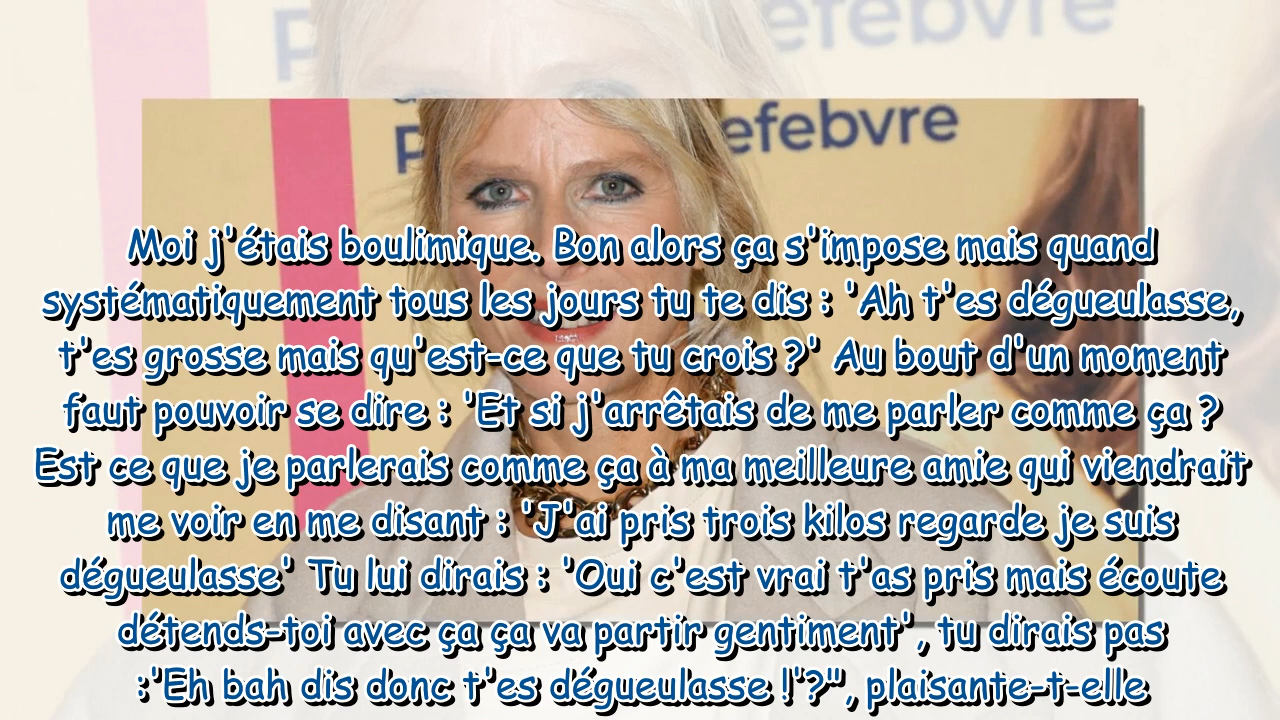 efebvre
P efebvre
Moi j'étais boulimique. Bon alors ça s'impose mais quand
systématiquement tous les jours tu te dis : 'Ah t'es dégueulasse,
t'es grosse mais qu'est-ce que tu crois ?' Au bout d'un moment
faut pouvoir se dire : 'Et si j'arrêtais de me parler comme ça ?
Est ce que je parlerais comme ça à ma meilleure amie qui viendrait
me voir en me disant : 'J'ai pris trois kilos regarde je suis
dégueulasse' Tu lui dirais : 'Oui c'est vrai t'as pris mais écoute
détends-toi avec ça ça va partir gentiment', tu dirais pas
:'Eh bah dis donc t'es dégueulasse !'?", plaisante-t-elle